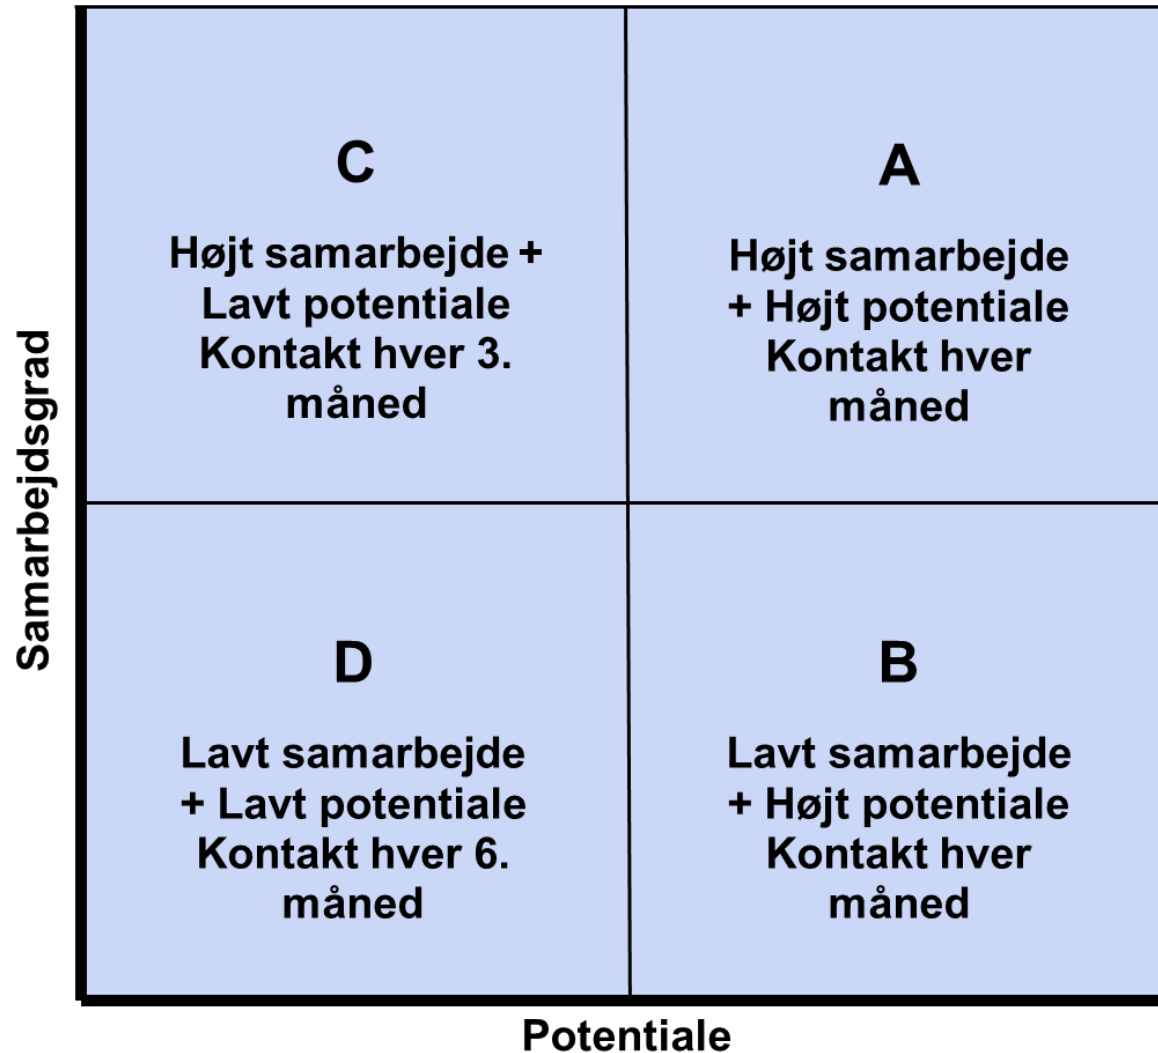 C
Højt samarbejde +
Lavt potentiale
Kontakt hver 3.
måned
A
Højt samarbejde
+ Højt potentiale
Kontakt hver
måned
Samarbejdsgrad
D
Lavt samarbejde
+ Lavt potentiale
Kontakt hver 6.
måned
B
Lavt samarbejde
+ Højt potentiale
Kontakt hver
måned
Potentiale